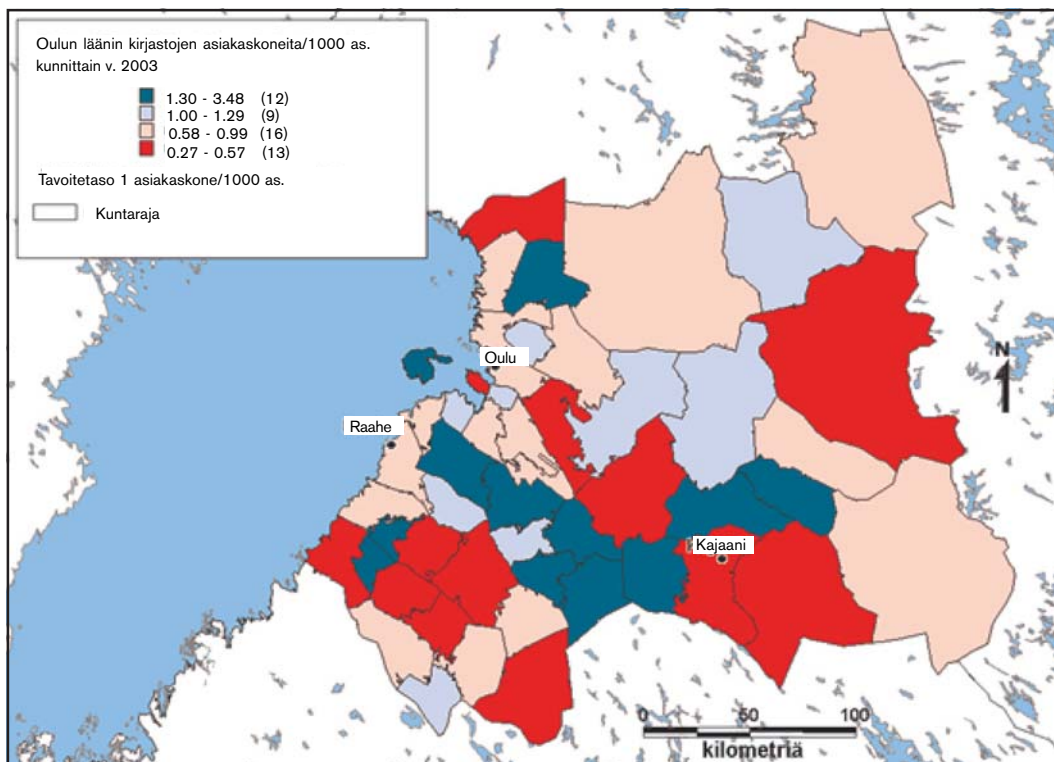 Oulun läänin kirjastojen asiakaskoneita/1000 as.
kunnittain v. 2003
1.30 - 3.48 (12)
1.00 - 1.29 (9)
0.58 - 0.99 (16)
0.27 - 0.57 (13)
Tavoitetaso 1 asiakaskone/1000 as.
Kuntaraja
Oulu
N
Raahe
Kajaani
0 50 100
kilometriä